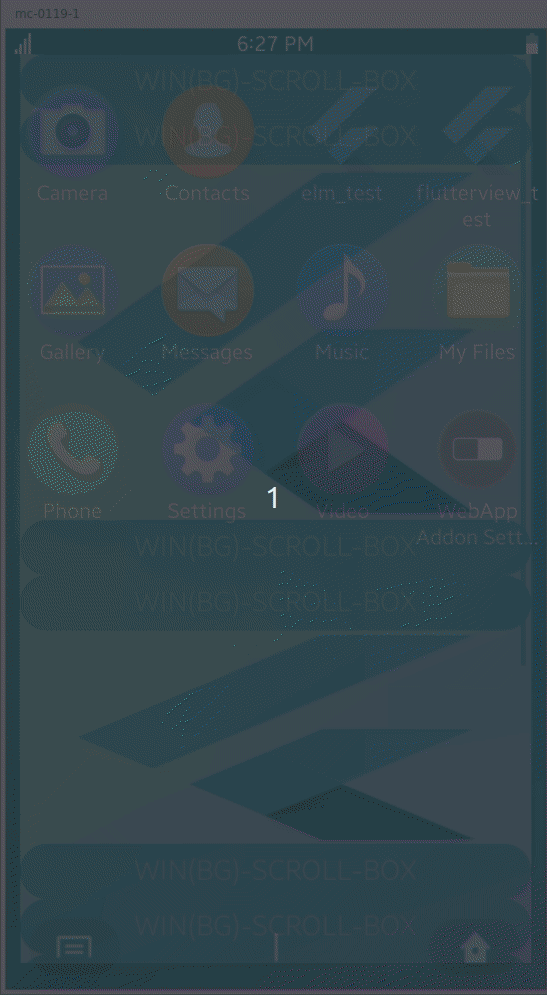 mc-0119-1
6:27 PM
WIN(BG)-SCROLL-BOX
WIN(BG)-SCROLL-BOX
Camera
Contacts
elm_test
flutterview_t
est
Gallery
Messages
Music
My Files
Phone
Settings
Video
WebApp
Addon Sett...
1
WIN(BG)-SCROLL-BOX
WIN(BG)-SCROLL-BOX
WIN(BG)-SCROLL-BOX
WIN(BG)-SCROLL-BOX